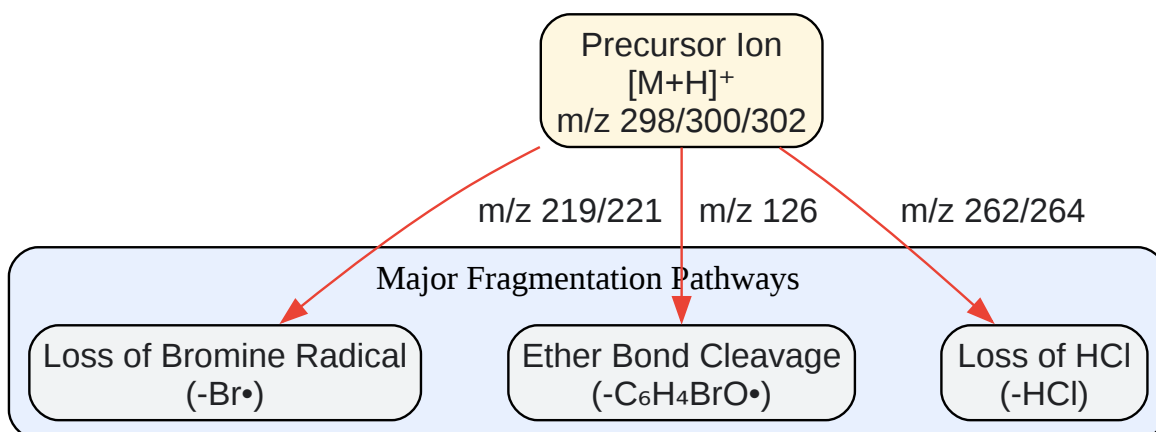 Precursor Ion
[M+H]⁺
m/z 298/300/302
m/z 219/221
m/z 126
m/z 262/264
Major Fragmentation Pathways
Loss of Bromine Radical
(-Br•)
Ether Bond Cleavage
(-C₆H₄BrO•)
Loss of HCl
(-HCl)